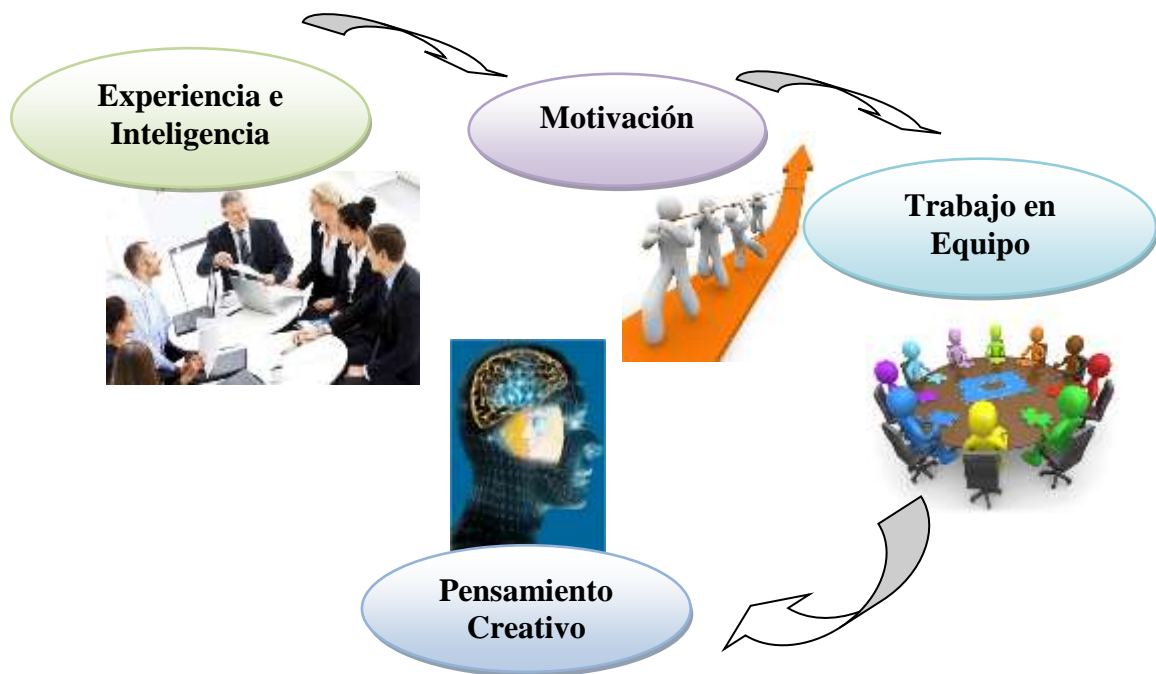 Experiencia e
Inteligencia
Motivación
Trabajo en
Equipo
Pensamiento
Creativo